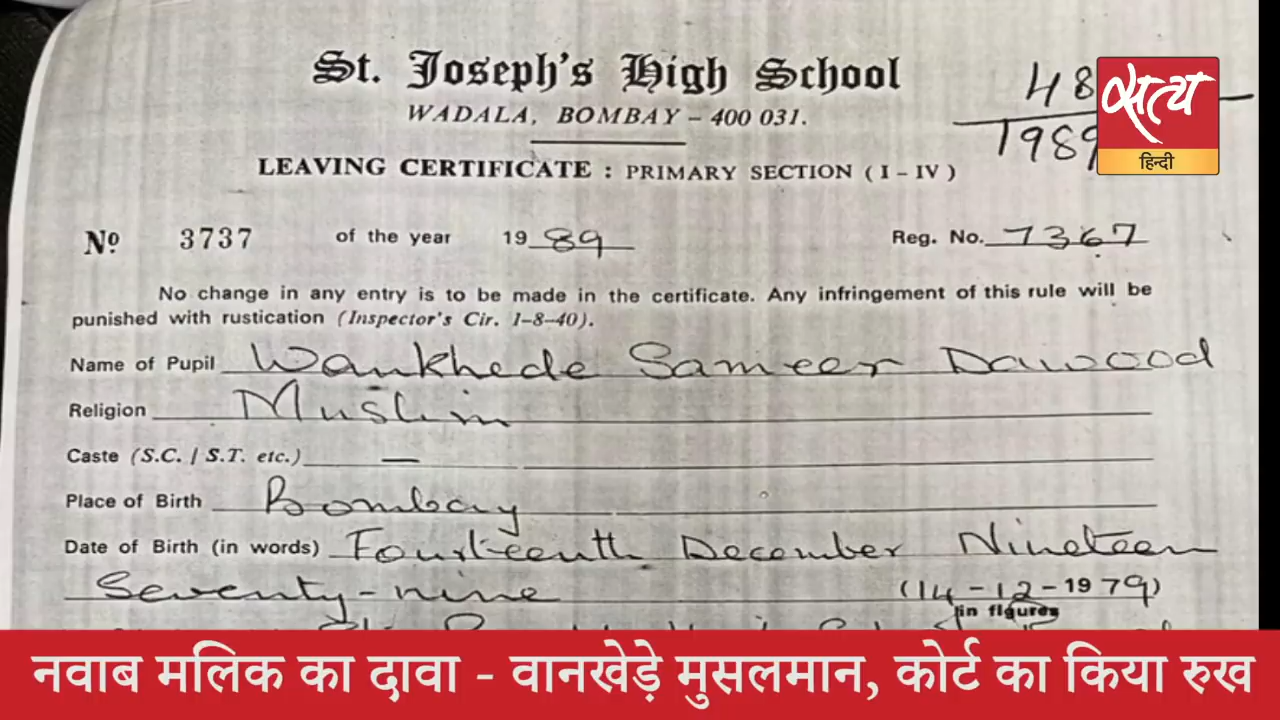 St. Joseph's High School
WADALA, BOMBAY – 400 031.
48
1989
सत्य
हिन्दी
LEAVING CERTIFICATE : PRIMARY SECTION ( I – IV )
Nº 3737 of the year 1989 Reg. No. 7367
No change in any entry is to be made in the certificate. Any infringement of this rule will be
punished with rustication (Inspector's Cir. 1–8–40).
Name of Pupil Wankhede Sameer Dawood
Religion Muslim
Caste (S.C. / S.T. etc.) —
Place of Birth Bombay
Date of Birth (in words) Fourteenth December Nineteen
Seventy-nine (14-12-1979)
in figures
नवाब मलिक का दावा - वानखेड़े मुसलमान, कोर्ट का किया रुख